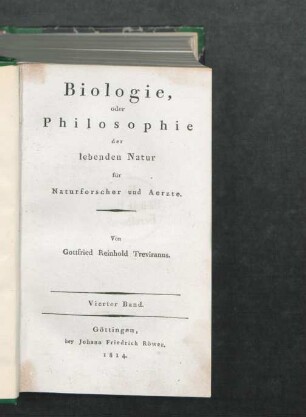 Biologie,
oder
Philosophie
der
lebenden Natur
für
Naturforscher und Aerzte.
Von
Gottfried Reinhold Treviranus.
Vierter Band.
Göttingen,
bey Johann Friedrich Röwer.
1814.